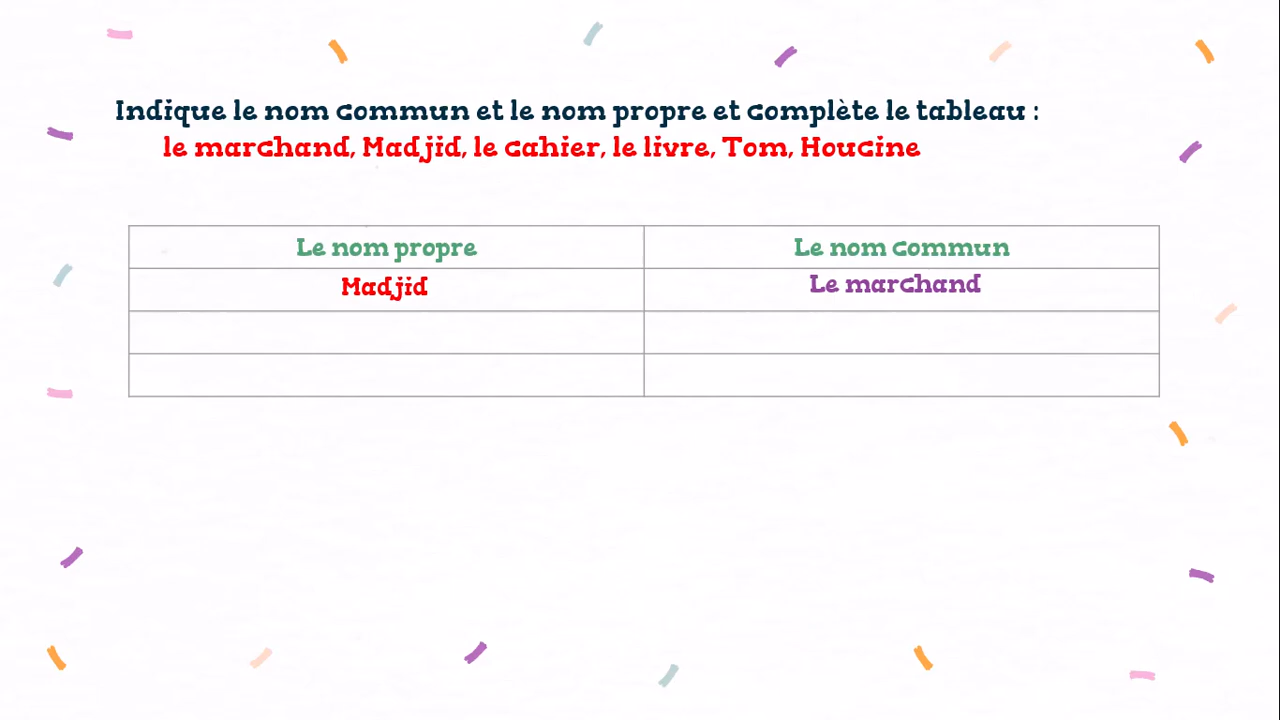 Indique le nom commun et le nom propre et complète le tableau :
le marchand, Madjid, le cahier, le livre, Tom, Houcine
Le nom propre Le nom commun
Madjid Le marchand